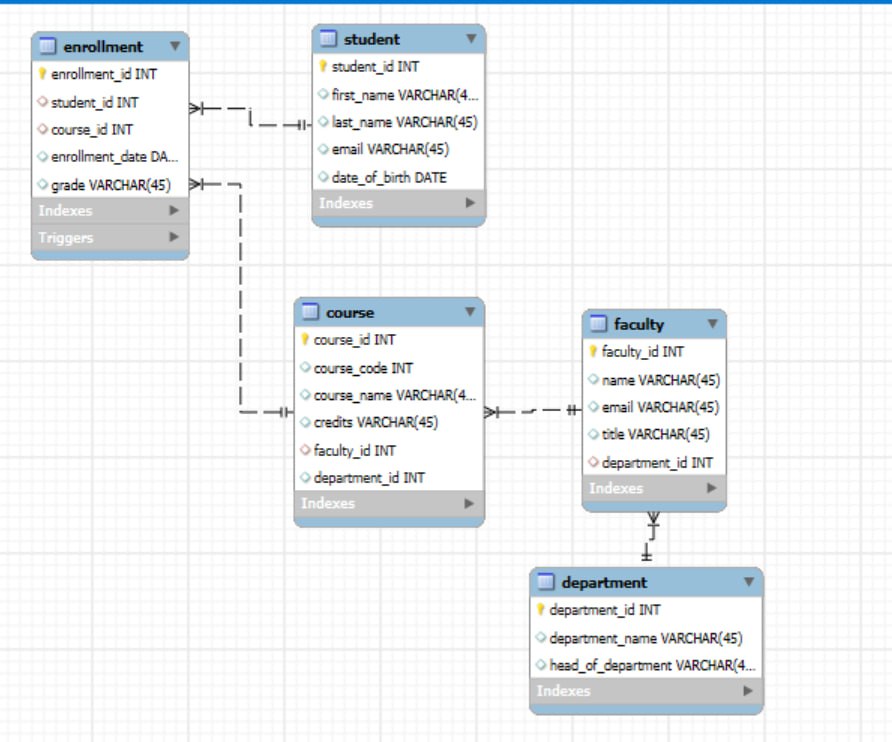 enrollment
enrollment_id INT
student_id INT
course_id INT
enrollment_date DA...
grade VARCHAR(45)
Indexes
Triggers
student
student_id INT
first_name VARCHAR(4...
last_name VARCHAR(45)
email VARCHAR(45)
date_of_birth DATE
Indexes
course
course_id INT
course_code INT
course_name VARCHAR(4...
credits VARCHAR(45)
faculty_id INT
department_id INT
Indexes
faculty
faculty_id INT
name VARCHAR(45)
email VARCHAR(45)
title VARCHAR(45)
department_id INT
Indexes
department
department_id INT
department_name VARCHAR(45)
head_of_department VARCHAR(4...
Indexes